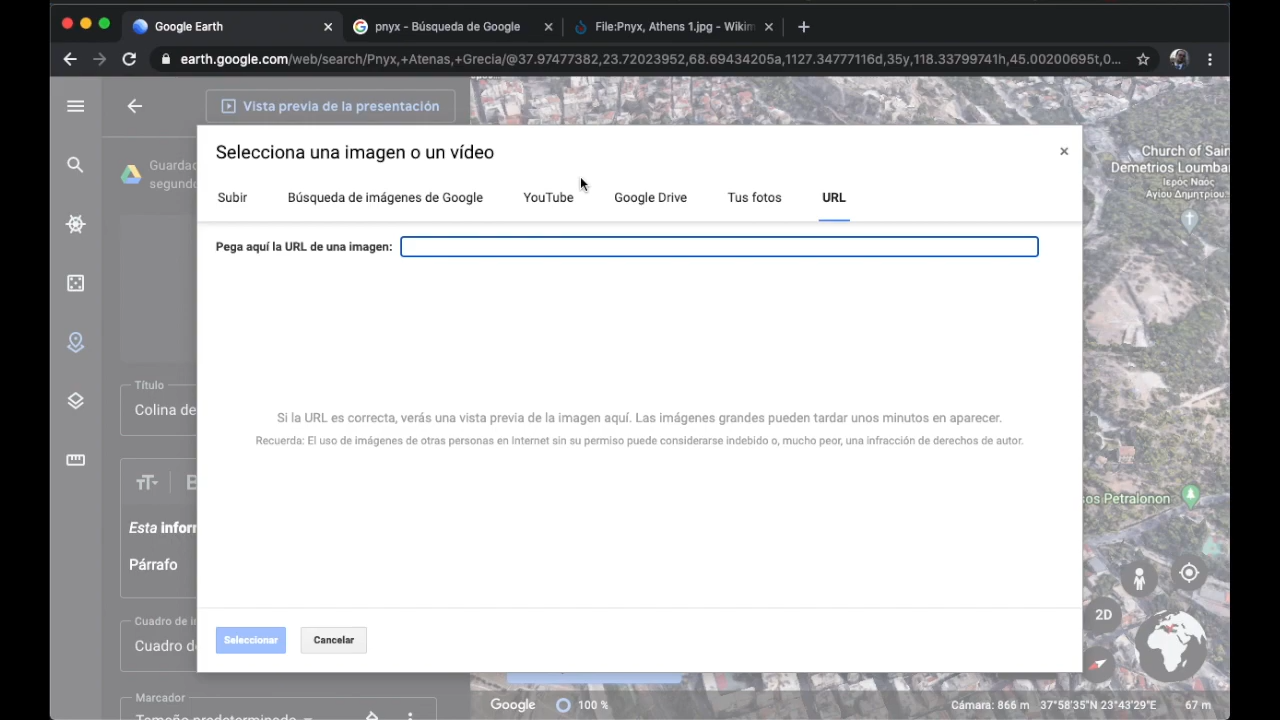 Google Earth
pnyx - Búsqueda de Google
File:Pnyx, Athens 1.jpg - Wikim
earth.google.com/web/search/Pnyx,+Atenas,+Grecia/@37.97477382,23.72023952,68.69434205a,1127.34777116d,35y,118.33799741h,45.00200695t,0...
Vista previa de la presentación
Guardad
segundo
Selecciona una imagen o un vídeo
Subir
Búsqueda de imágenes de Google
YouTube
Google Drive
Tus fotos
URL
Pega aquí la URL de una imagen:
Si la URL es correcta, verás una vista previa de la imagen aquí. Las imágenes grandes pueden tardar unos minutos en aparecer.
Recuerda: El uso de imágenes de otras personas en Internet sin su permiso puede considerarse indebido o, mucho peor, una infracción de derechos de autor.
Church of Sain
Demetrios Loumba
Ιερός Ναός
Αγίου Δημητρίου
Título
Colina de
B
Esta inforr
Párrafo
Cuadro de in
Cuadro d
Marcador
Tamaño predeterminado
Seleccionar
Cancelar
os Petralonon
2D
Google
100 %
Cámara: 866 m
37°58'35"N 23°43'29"E
67 m